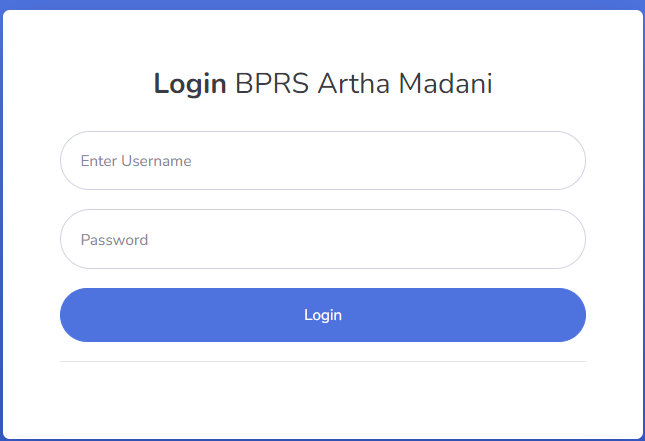 Login BPRS Artha Madani
Enter Username
Password
Login